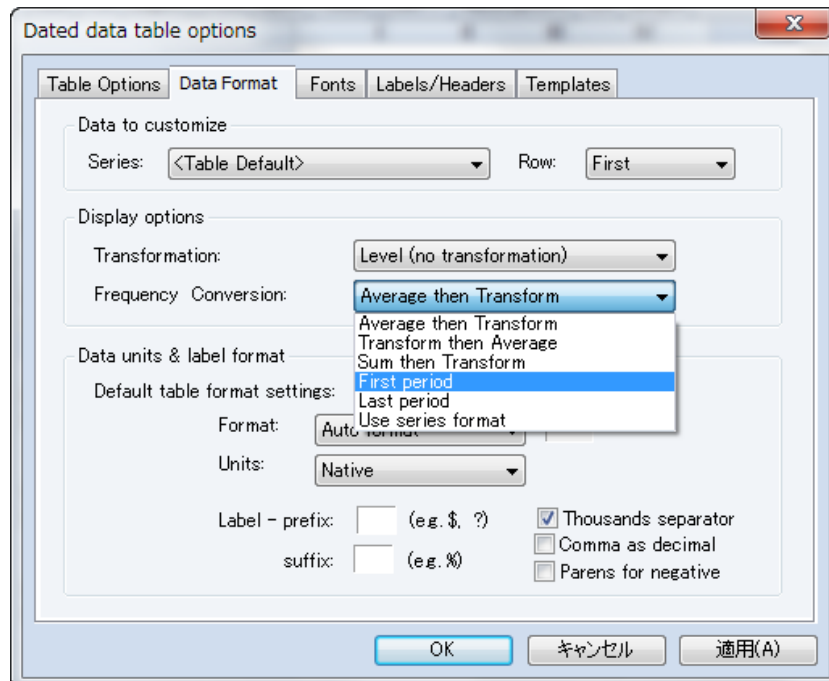 Dated data table options
Table Options Data Format Fonts Labels/Headers Templates
Data to customize
Series: <Table Default> Row: First
Display options
Transformation: Level (no transformation)
Frequency Conversion: Average then Transform
Average then Transform
Transform then Average
Sum then Transform
First period
Last period
Use series format
Data units & label format
Default table format settings:
Format: Auto format
Units: Native
Label - prefix: (e.g. $, ?) Thousands separator
Comma as decimal
suffix: (e.g. %) Parens for negative
OK キャンセル 適用(A)